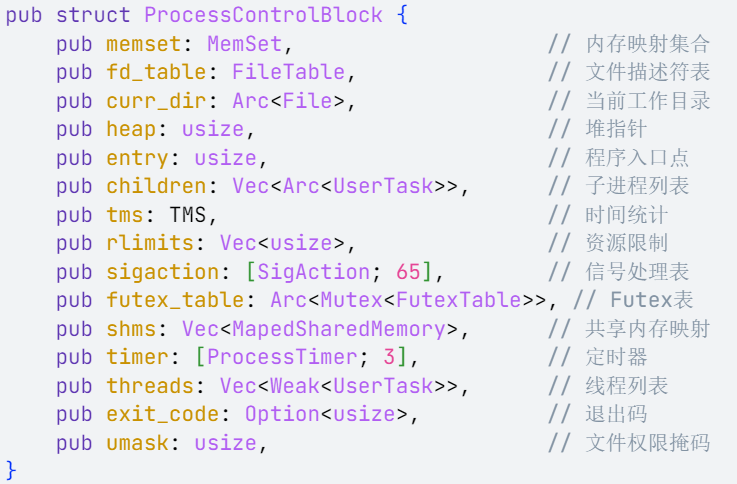 pub struct ProcessControlBlock {
    pub memset: MemSet,                    // 内存映射集合
    pub fd_table: FileTable,               // 文件描述符表
    pub curr_dir: Arc<File>,               // 当前工作目录
    pub heap: usize,                       // 堆指针
    pub entry: usize,                      // 程序入口点
    pub children: Vec<Arc<UserTask>>,      // 子进程列表
    pub tms: TMS,                          // 时间统计
    pub rlimits: Vec<usize>,               // 资源限制
    pub sigaction: [SigAction; 65],        // 信号处理表
    pub futex_table: Arc<Mutex<FutexTable>>, // Futex表
    pub shms: Vec<MapedSharedMemory>,      // 共享内存映射
    pub timer: [ProcessTimer; 3],          // 定时器
    pub threads: Vec<Weak<UserTask>>,      // 线程列表
    pub exit_code: Option<usize>,          // 退出码
    pub umask: usize,                      // 文件权限掩码
}